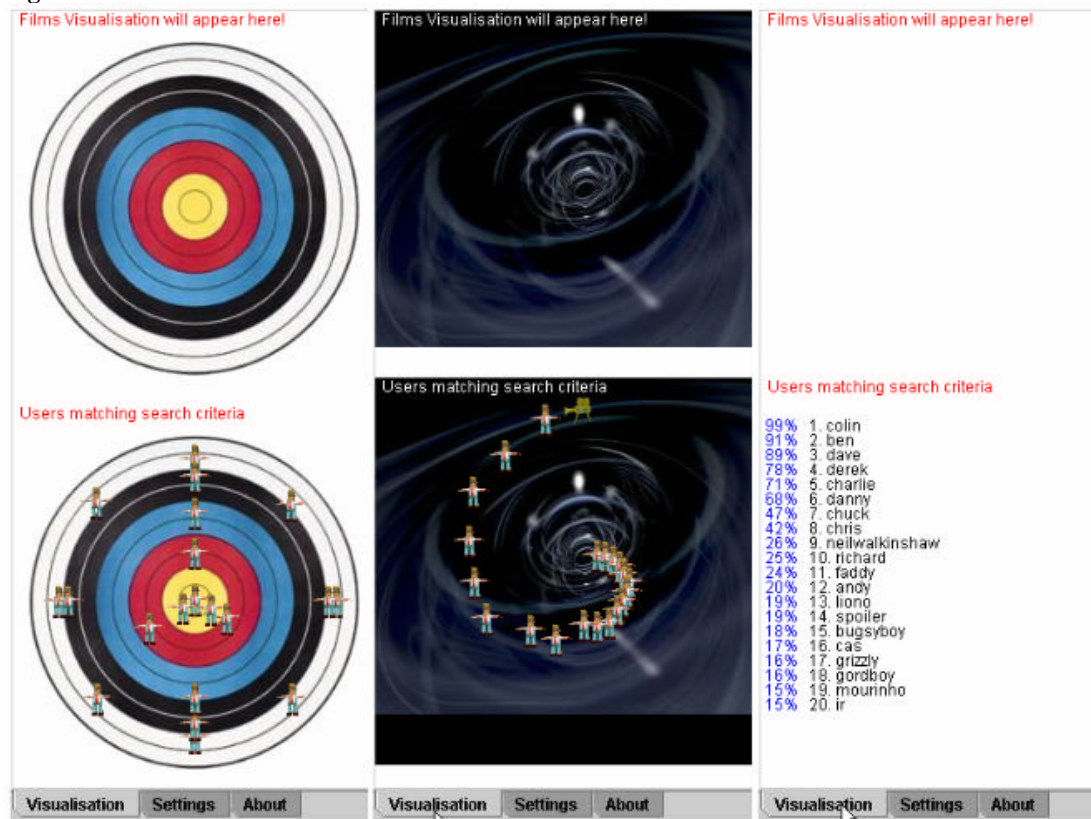 Films Visualisation will appear here!
Users matching search criteria
Visualisation Settings About
Films Visualisation will appear here!
Users matching search criteria
Visualisation Settings About
Films Visualisation will appear here!
Users matching search criteria
99% 1. colin
91% 2. ben
89% 3. dave
78% 4. derek
71% 5. charlie
68% 6. danny
47% 7. chuck
42% 8. chris
26% 9. neilwalkinshaw
25% 10. richard
24% 11. faddy
20% 12. andy
19% 13. liono
19% 14. spoiler
18% 15. bugsyboy
17% 16. cas
16% 17. grizzly
16% 18. gordboy
15% 19. mourinho
15% 20. ir
Visualisation Settings About